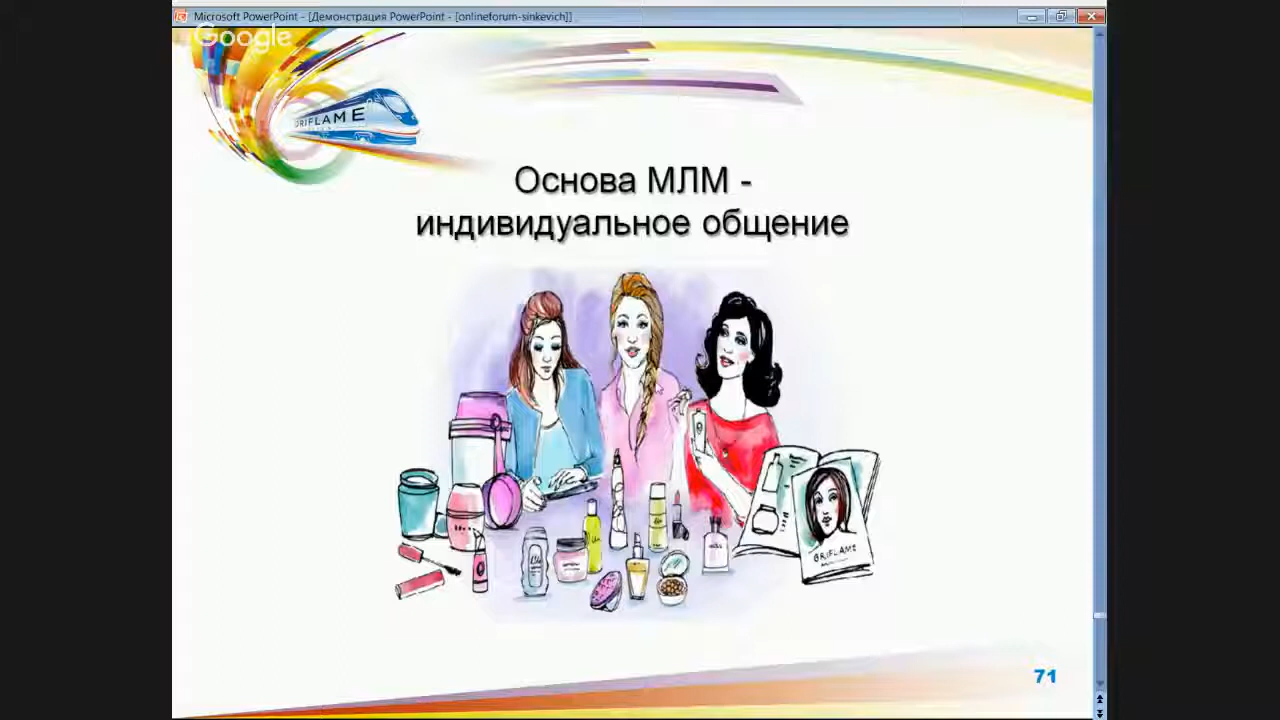 Microsoft PowerPoint - [Демонстрация PowerPoint - [onlineforum-sinkevich]]
Google
ORIFLAME
Основа МЛМ -
индивидуальное общение
ORIFLAME
71